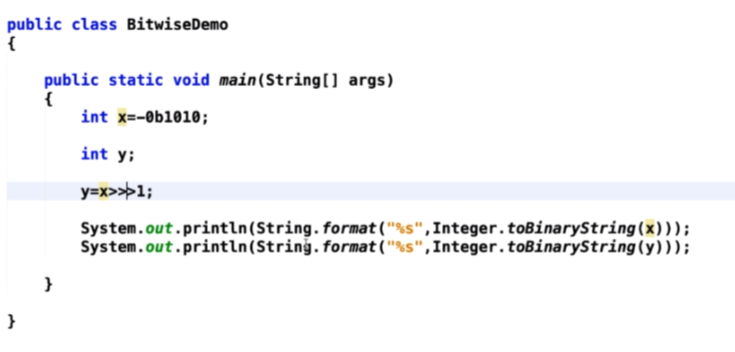 public class BitwiseDemo
{
public static void main(String[] args)
{
int x=-0b1010;
int y;
y=x>>>1;
System.out.println(String.format("%s",Integer.toBinaryString(x)));
System.out.println(String.format("%s",Integer.toBinaryString(y)));
}
}